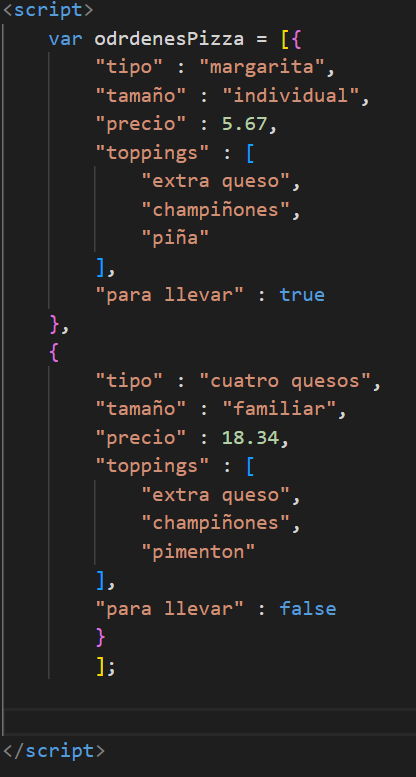 <script>
var odrdenesPizza = [{
"tipo" : "margarita",
"tamaño" : "individual",
"precio" : 5.67,
"toppings" : [
"extra queso",
"champiñones",
"piña"
],
"para llevar" : true
},
{
"tipo" : "cuatro quesos",
"tamaño" : "familiar",
"precio" : 18.34,
"toppings" : [
"extra queso",
"champiñones",
"pimenton"
],
"para llevar" : false
}
];
</script>